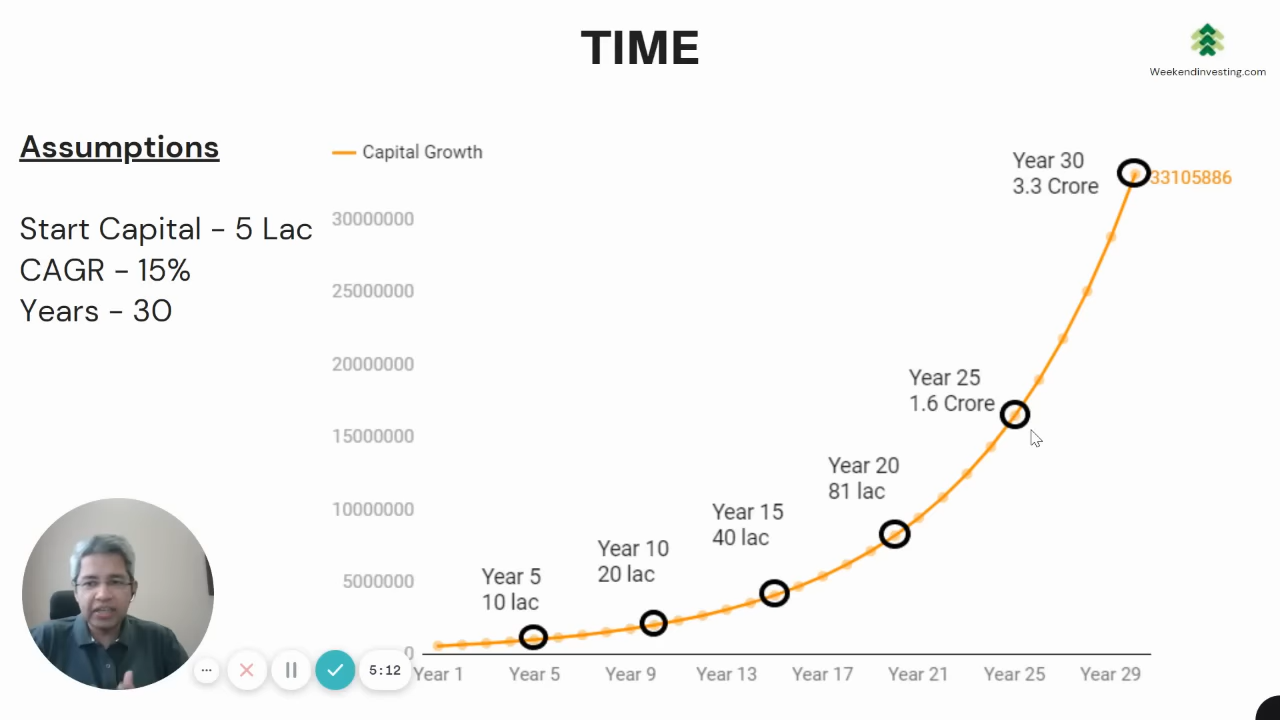 TIME
Weekendinvesting.com
Assumptions
Start Capital - 5 Lac
CAGR - 15%
Years - 30
Capital Growth
30000000
25000000
20000000
15000000
10000000
5000000
0
Year 5
10 lac
Year 10
20 lac
Year 15
40 lac
Year 20
81 lac
Year 25
1.6 Crore
Year 30
3.3 Crore
33105886
Year 1
Year 5
Year 9
Year 13
Year 17
Year 21
Year 25
Year 29
5:12